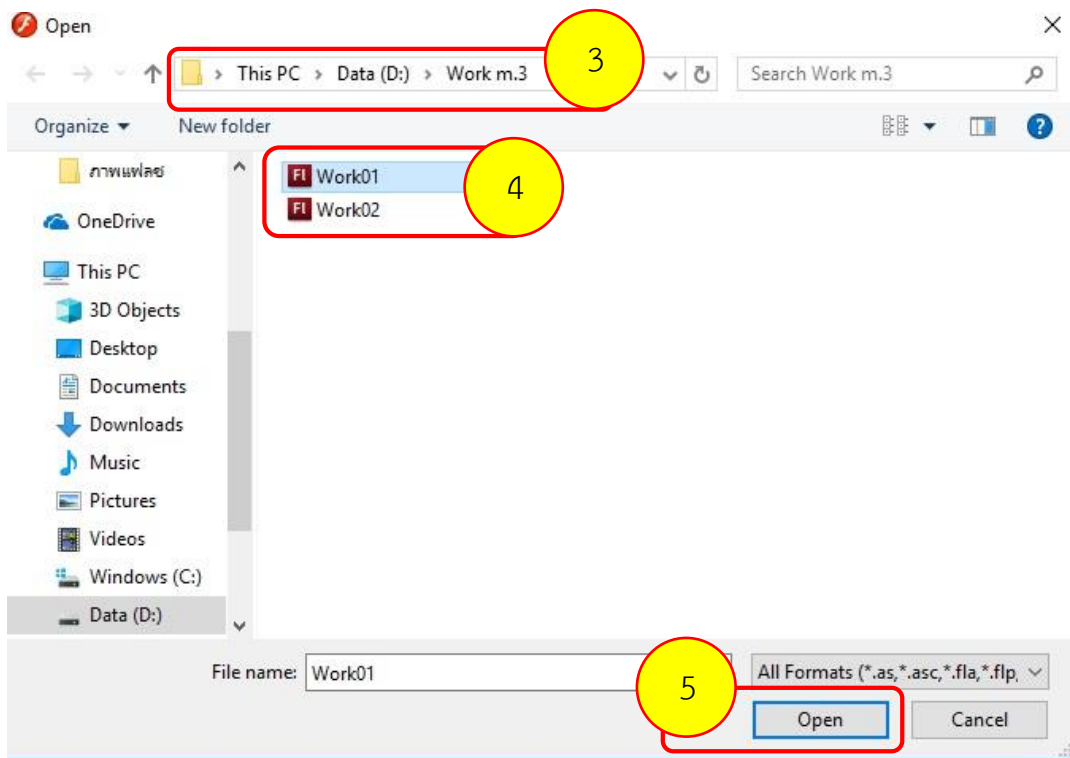 Open
This PC > Data (D:) > Work m.3
3
Search Work m.3
Organize
New folder
?
ภาพแฟลช
OneDrive
This PC
3D Objects
Desktop
Documents
Downloads
Music
Pictures
Videos
Windows (C:)
Data (D:)
Fl Work01
Fl Work02
4
File name: Work01
All Formats (*.as,*.asc,*.fla,*.flp,
5
Open
Cancel